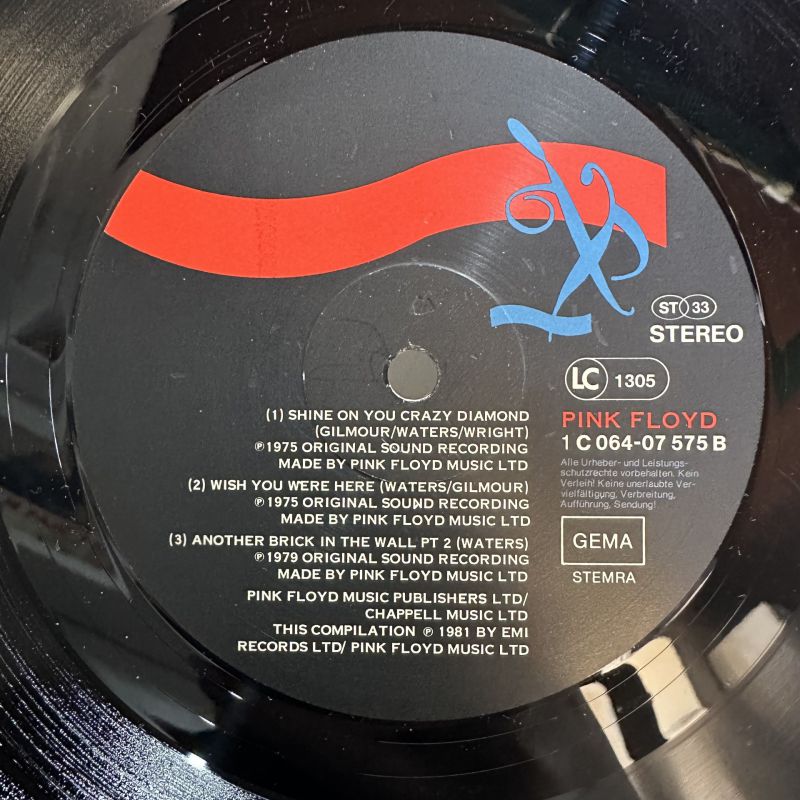 ST 33
STEREO
LC 1305
PINK FLOYD
1 C 064-07 575 B
Alle Urheber- und Leistungs-
schutzrechte vorbehalten. Kein
Verleih! Keine unerlaubte Ver-
vielfältigung, Verbreitung,
Aufführung, Sendung!
GEMA
STEMRA
(1) SHINE ON YOU CRAZY DIAMOND
(GILMOUR/WATERS/WRIGHT)
℗1975 ORIGINAL SOUND RECORDING
MADE BY PINK FLOYD MUSIC LTD
(2) WISH YOU WERE HERE (WATERS/GILMOUR)
℗1975 ORIGINAL SOUND RECORDING
MADE BY PINK FLOYD MUSIC LTD
(3) ANOTHER BRICK IN THE WALL PT 2 (WATERS)
℗1979 ORIGINAL SOUND RECORDING
MADE BY PINK FLOYD MUSIC LTD
PINK FLOYD MUSIC PUBLISHERS LTD/
CHAPPELL MUSIC LTD
THIS COMPILATION ℗ 1981 BY EMI
RECORDS LTD/ PINK FLOYD MUSIC LTD